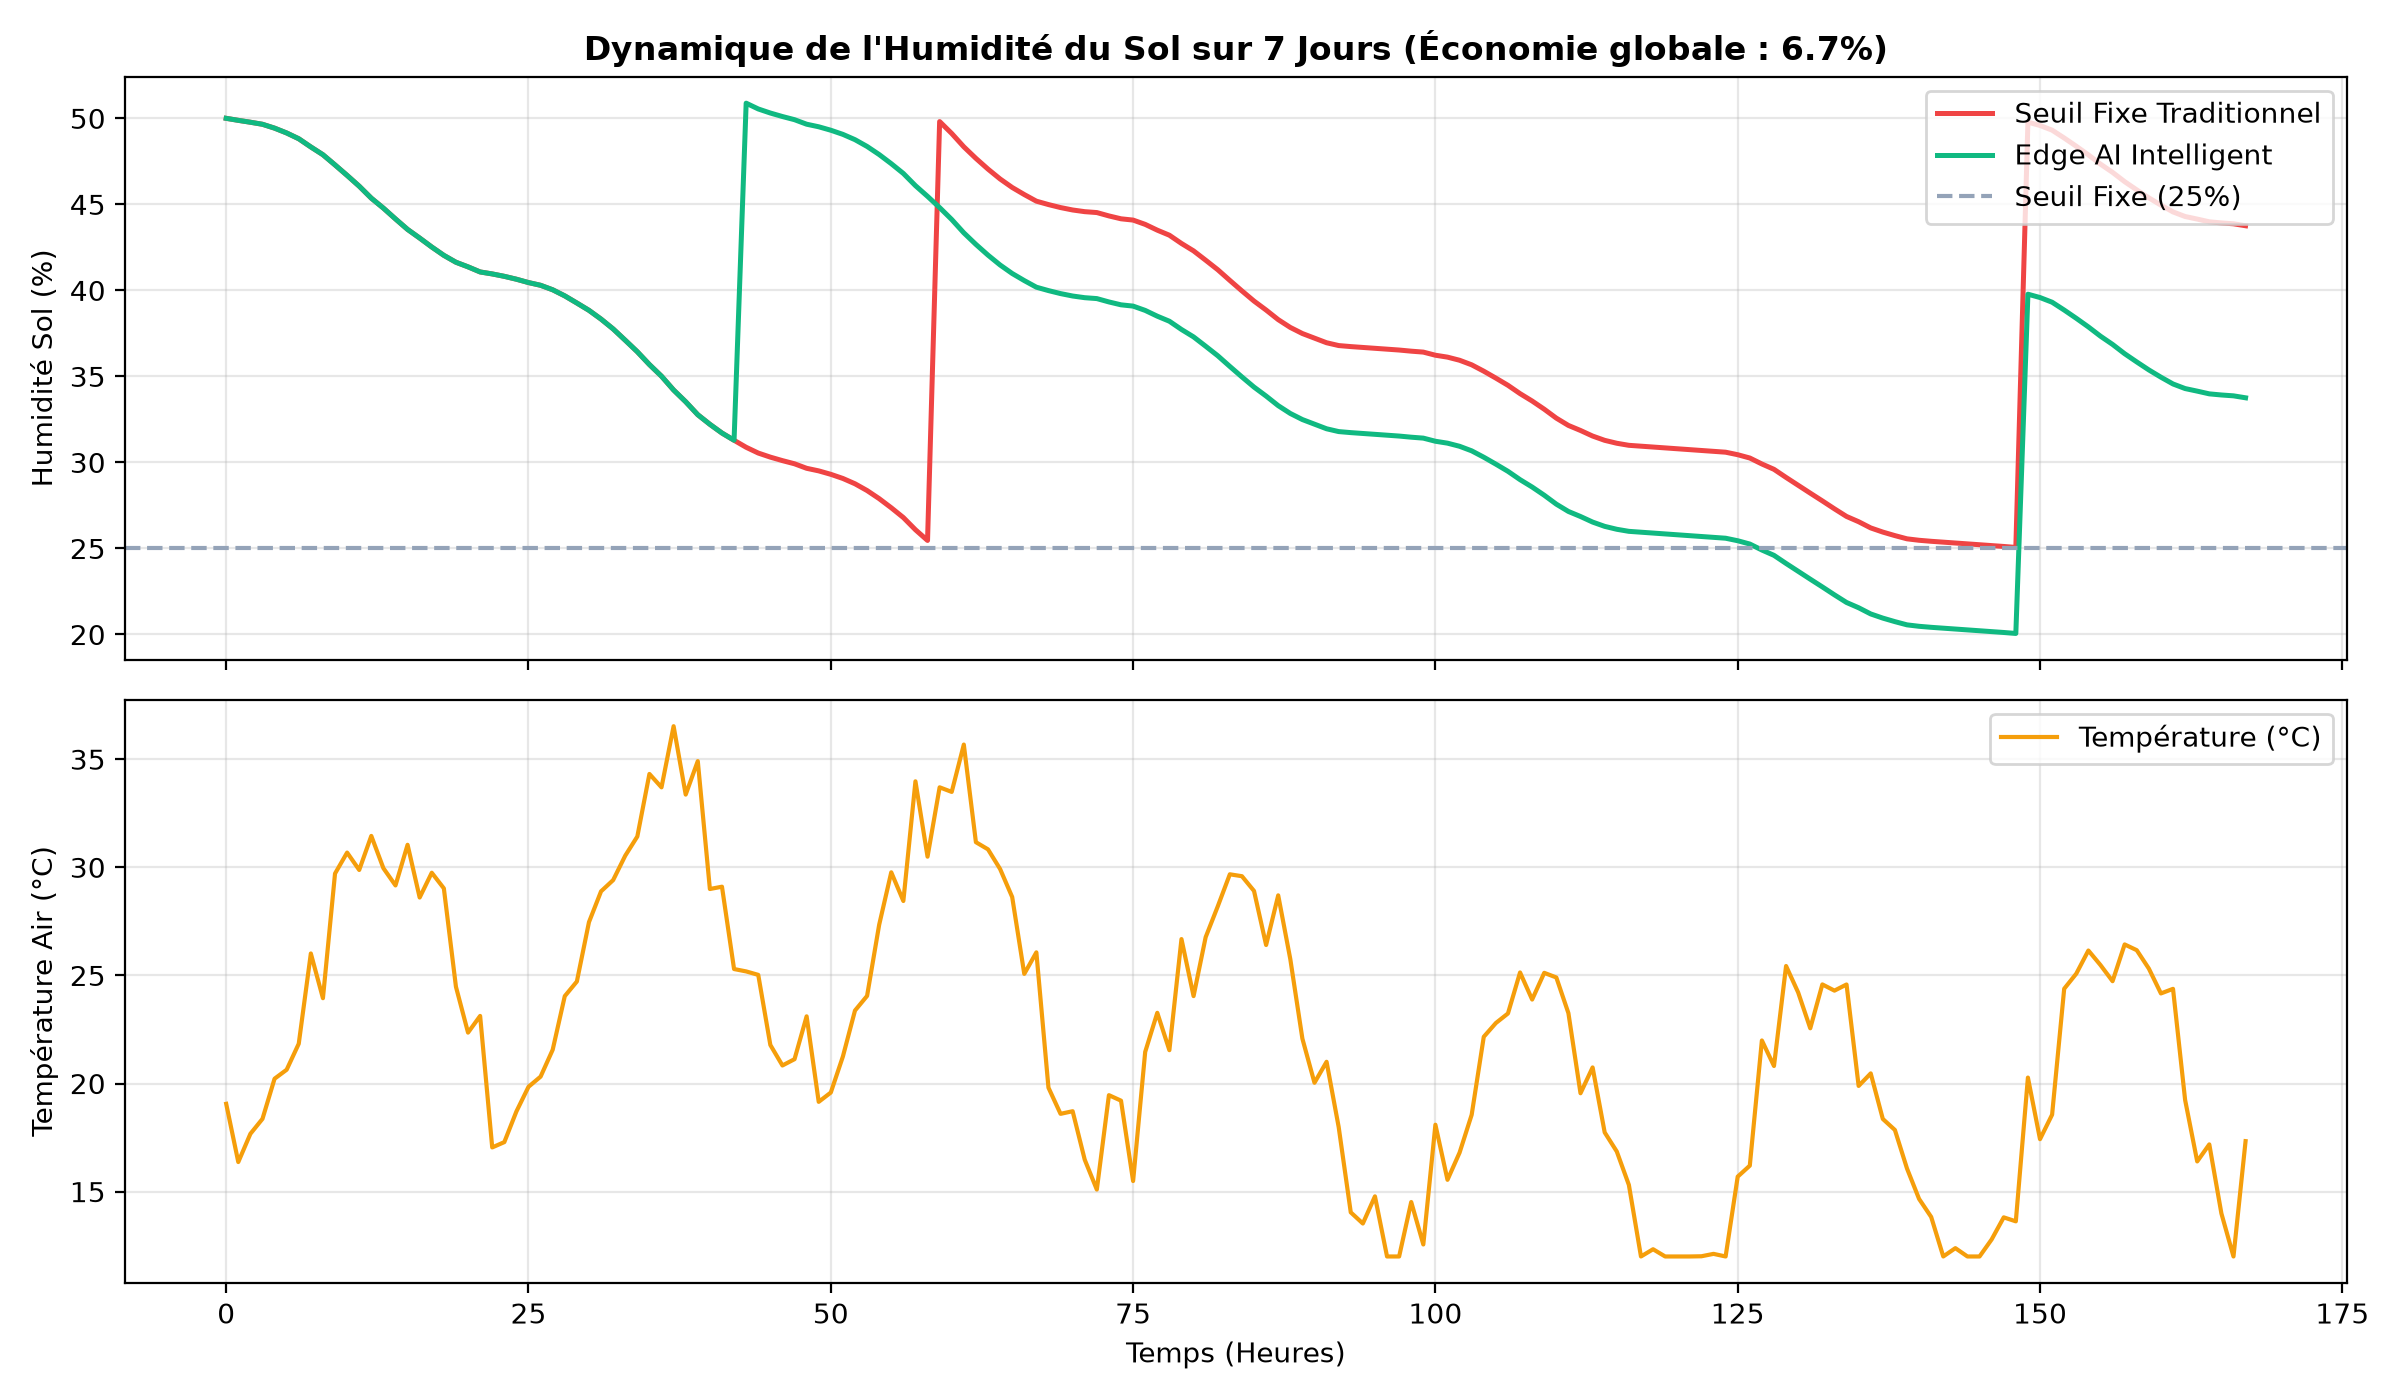 Dynamique de l'Humidité du Sol sur 7 Jours (Économie globale : 6.7%)
Humidité Sol (%)
50
45
40
35
30
25
20
Seuil Fixe Traditionnel
Edge AI Intelligent
Seuil Fixe (25%)
Température Air (°C)
35
30
25
20
15
Température (°C)
0 25 50 75 100 125 150 175
Temps (Heures)